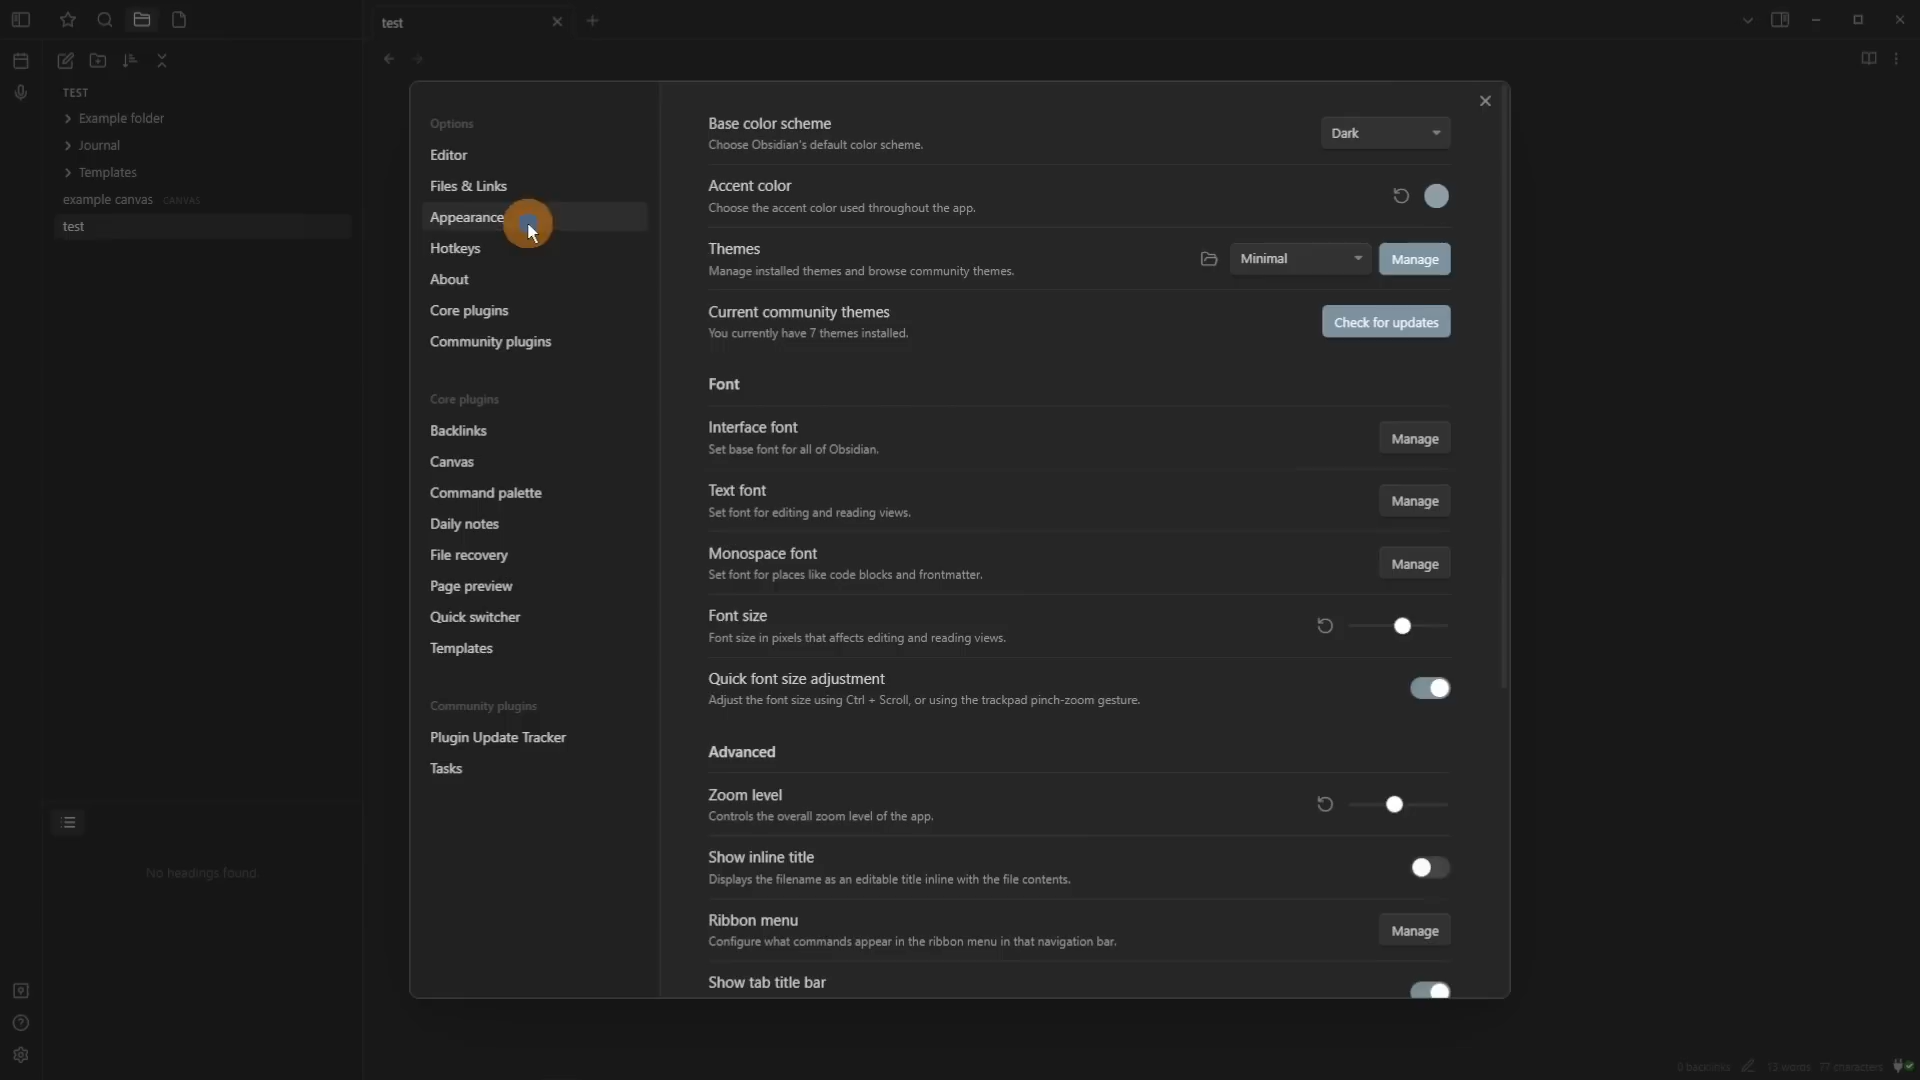 test
TEST
Example folder
Journal
Templates
example canvas CANVAS
test
No headings found.
Options
Editor
Files & Links
Appearance
Hotkeys
About
Core plugins
Community plugins
Core plugins
Backlinks
Canvas
Command palette
Daily notes
File recovery
Page preview
Quick switcher
Templates
Community plugins
Plugin Update Tracker
Tasks
Base color scheme
Choose Obsidian's default color scheme.
Dark
Accent color
Choose the accent color used throughout the app.
Themes
Manage installed themes and browse community themes.
Minimal
Manage
Current community themes
You currently have 7 themes installed.
Check for updates
Font
Interface font
Set base font for all of Obsidian.
Manage
Text font
Set font for editing and reading views.
Manage
Monospace font
Set font for places like code blocks and frontmatter.
Manage
Font size
Font size in pixels that affects editing and reading views.
Quick font size adjustment
Adjust the font size using Ctrl + Scroll, or using the trackpad pinch-zoom gesture.
Advanced
Zoom level
Controls the overall zoom level of the app.
Show inline title
Displays the filename as an editable title inline with the file contents.
Ribbon menu
Configure what commands appear in the ribbon menu in that navigation bar.
Manage
Show tab title bar
0 backlinks
13 words 77 characters